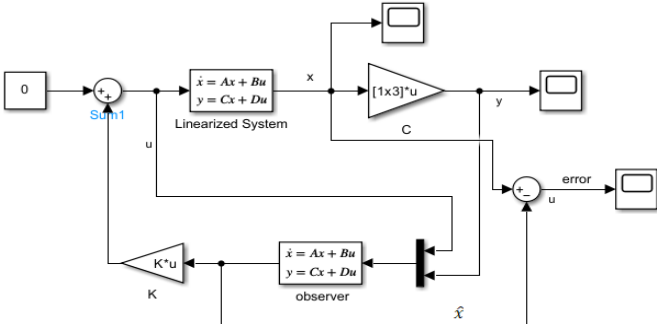 0
++
Sum1
u
ẋ = Ax + Bu
y = Cx + Du
Linearized System
x
[1x3]*u
C
y
+−
error
u
K*u
K
ẋ = Ax + Bu
y = Cx + Du
observer
x̂